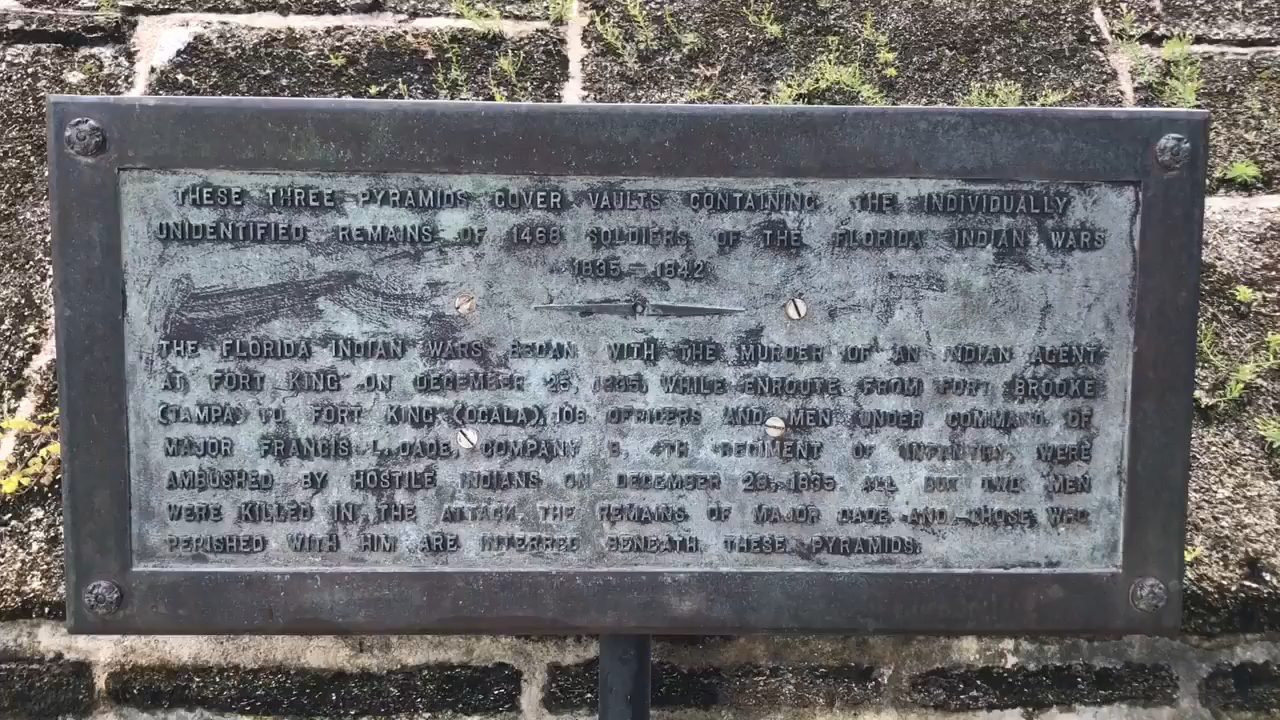 THESE THREE PYRAMIDS COVER VAULTS CONTAINING THE INDIVIDUALLY
UNIDENTIFIED REMAINS OF 1468 SOLDIERS OF THE FLORIDA INDIAN WARS
1835 - 1842
THE FLORIDA INDIAN WARS BEGAN WITH THE MURDER OF AN INDIAN AGENT
AT FORT KING ON DECEMBER 25, 1835, WHILE ENROUTE FROM FORT BROOKE
(TAMPA) TO FORT KING (OCALA), 108 OFFICERS AND MEN UNDER COMMAND OF
MAJOR FRANCIS L. DADE, COMPANY B, 4TH REGIMENT OF INFANTRY, WERE
AMBUSHED BY HOSTILE INDIANS ON DECEMBER 28, 1835. ALL BUT TWO MEN
WERE KILLED IN THE ATTACK. THE REMAINS OF MAJOR DADE AND THOSE WHO
PERISHED WITH HIM ARE INTERRED BENEATH THESE PYRAMIDS.